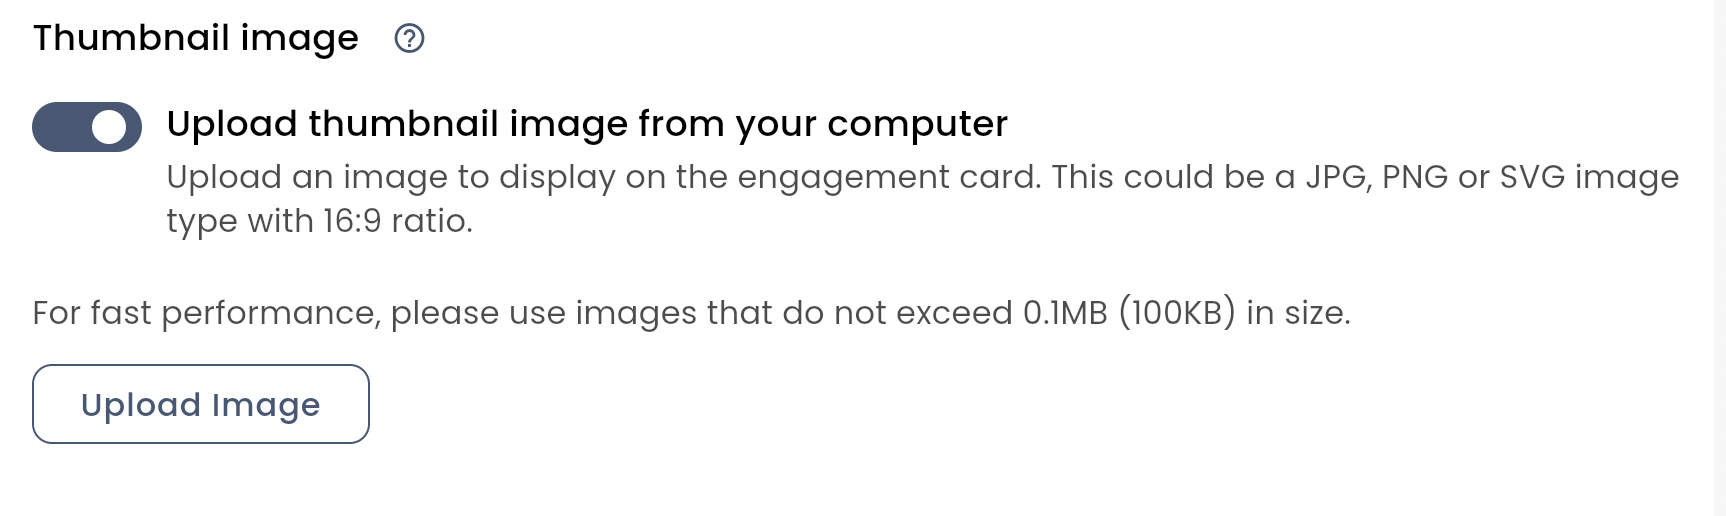 Thumbnail image ?
Upload thumbnail image from your computer
Upload an image to display on the engagement card. This could be a JPG, PNG or SVG image
type with 16:9 ratio.
For fast performance, please use images that do not exceed 0.1MB (100KB) in size.
Upload Image